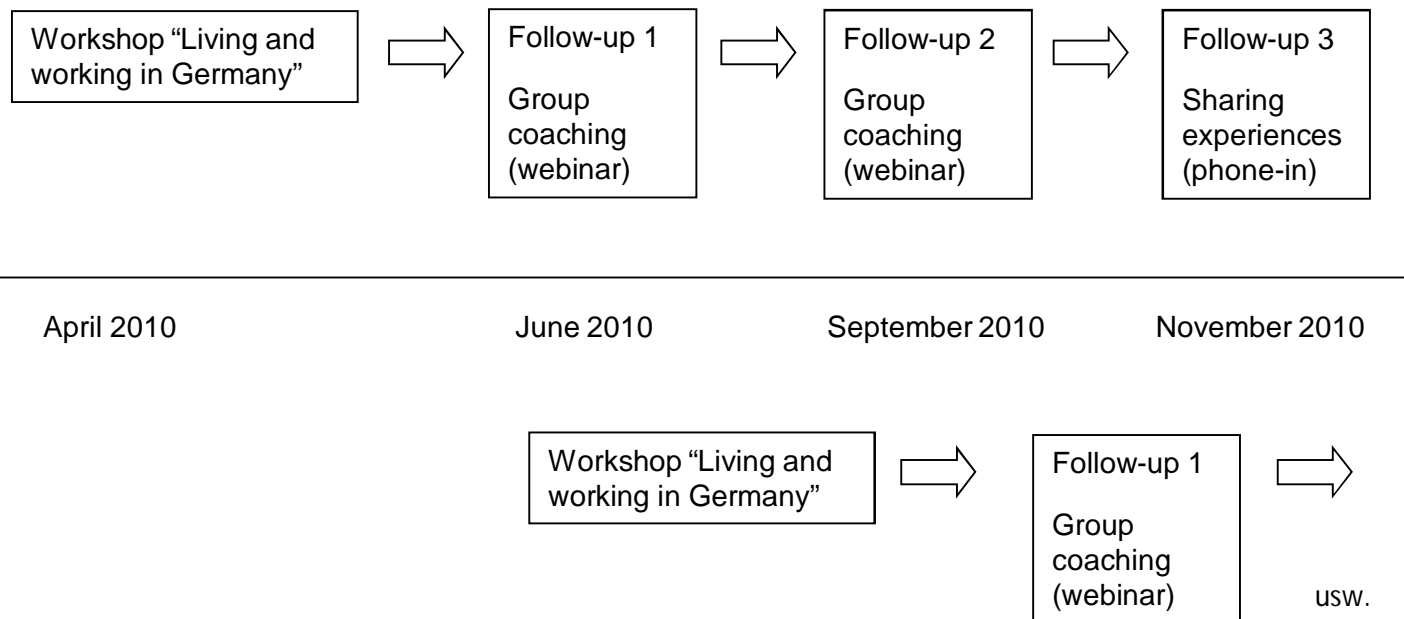 Workshop “Living and
working in Germany”
Follow-up 1
Group
coaching
(webinar)
Follow-up 2
Group
coaching
(webinar)
Follow-up 3
Sharing
experiences
(phone-in)
April 2010
June 2010
September 2010
November 2010
Workshop “Living and
working in Germany”
Follow-up 1
Group
coaching
(webinar)
usw.